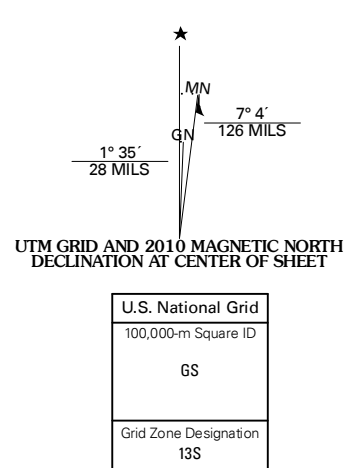 ★
MN
7° 4´
126 MILS
GN
1° 35´
28 MILS
UTM GRID AND 2010 MAGNETIC NORTH
DECLINATION AT CENTER OF SHEET
U.S. National Grid
100,000-m Square ID
GS
Grid Zone Designation
13S